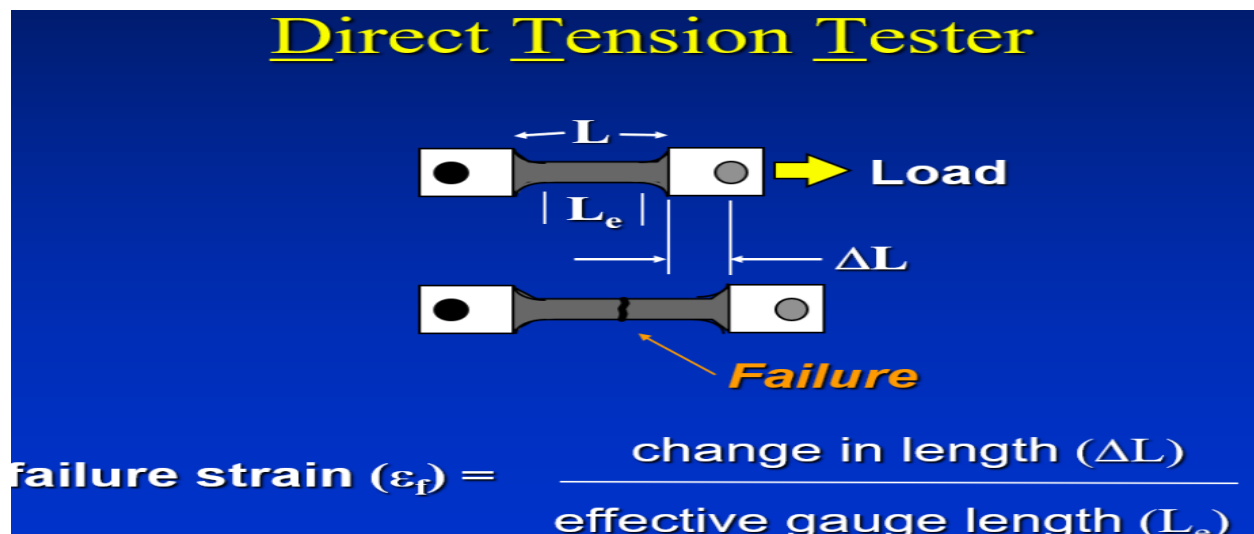 Direct Tension Tester
L
Load
Lₑ
ΔL
Failure
change in length (ΔL)
failure strain (εf) =
effective gauge length (Lₑ)